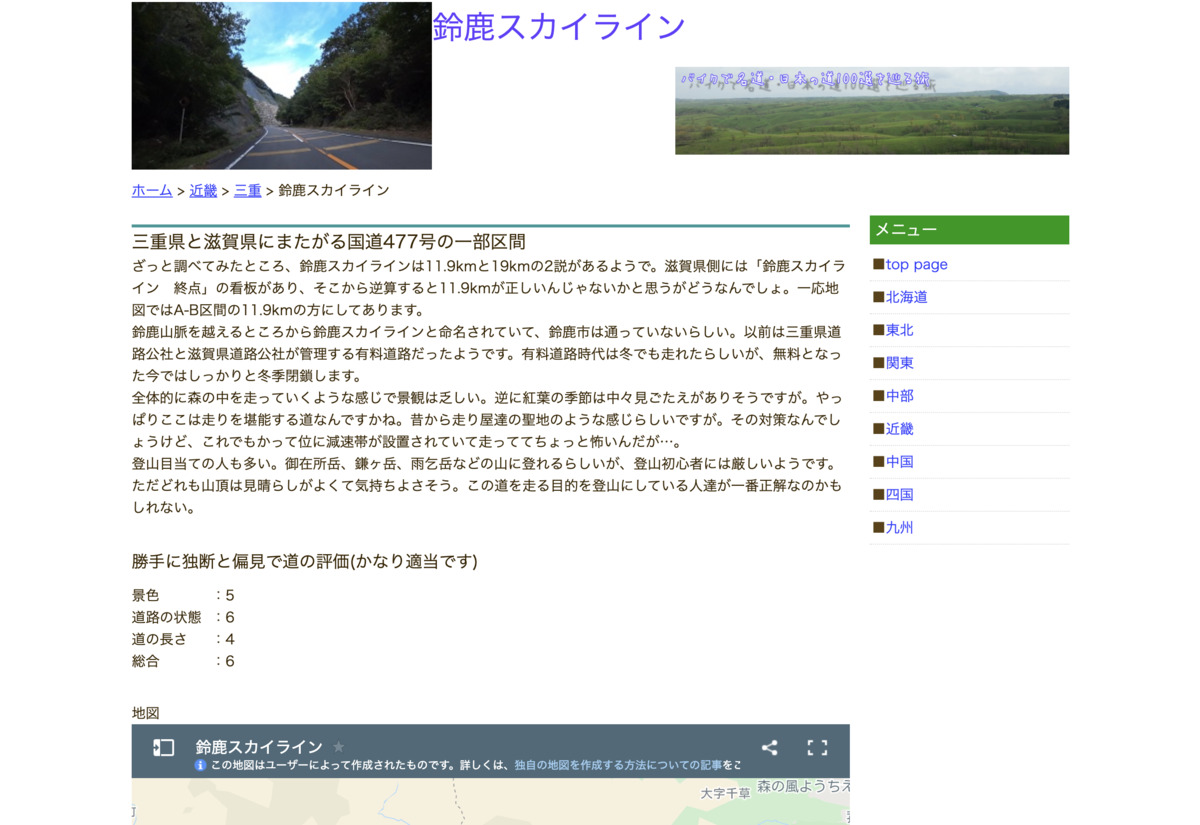 鈴鹿スカイライン
バイクで名道・日本の道100選を巡る旅
ホーム > 近畿 > 三重 > 鈴鹿スカイライン
三重県と滋賀県にまたがる国道477号の一部区間
ざっと調べてみたところ、鈴鹿スカイラインは11.9kmと19kmの2説があるようで。滋賀県側には「鈴鹿スカイラ
イン　終点」の看板があり、そこから逆算すると11.9kmが正しいんじゃないかと思うがどうなんでしょ。一応地
図ではA-B区間の11.9kmの方にしてあります。
鈴鹿山脈を越えるところから鈴鹿スカイラインと命名されていて、鈴鹿市は通っていないらしい。以前は三重県道
路公社と滋賀県道路公社が管理する有料道路だったようです。有料道路時代は冬でも走れたらしいが、無料となっ
た今ではしっかりと冬季閉鎖します。
全体的に森の中を走っていくような感じで景観は乏しい。逆に紅葉の季節は中々見ごたえがありそうですが。やっ
ぱりここは走りを堪能する道なんですかね。昔から走り屋達の聖地のような感じらしいですが。その対策なんでし
ょうけど、これでもかって位に減速帯が設置されていて走っててちょっと怖いんだが…。
登山目当ての人も多い。御在所岳、鎌ヶ岳、雨乞岳などの山に登れるらしいが、登山初心者には厳しいようです。
ただどれも山頂は見晴らしがよくて気持ちよさそう。この道を走る目的を登山にしている人達が一番正解なのかも
しれない。
勝手に独断と偏見で道の評価(かなり適当です)
景色　　　　：5
道路の状態　：6
道の長さ　　：4
総合　　　　：6
地図
鈴鹿スカイライン ★
この地図はユーザーによって作成されたものです。詳しくは、独自の地図を作成する方法についての記事をこ
大字千草
森の風ようちえ
メニュー
■top page
■北海道
■東北
■関東
■中部
■近畿
■中国
■四国
■九州